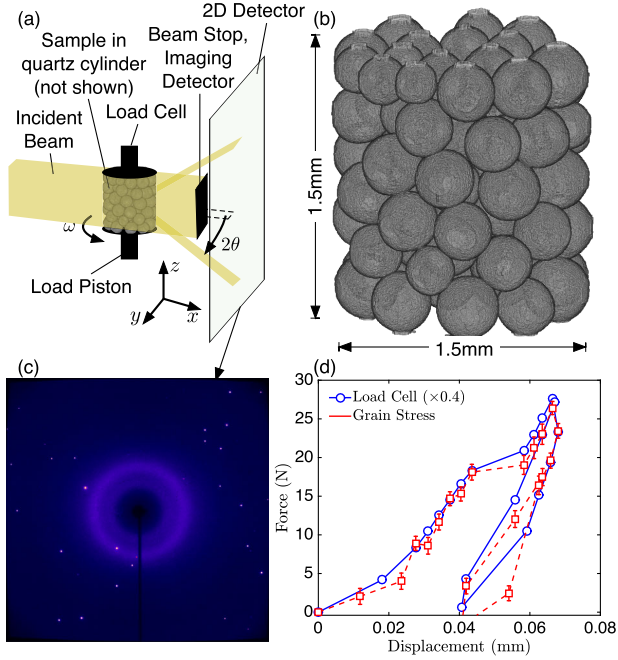 (a)
2D Detector
Sample in
quartz cylinder
(not shown)
Beam Stop,
Imaging
Detector
Load Cell
Incident
Beam
ω
2θ
Load Piston
z
y
x
(b)
1.5mm
1.5mm
(c)
(d)
30
25
20
15
10
5
0
Force (N)
Load Cell (×0.4)
Grain Stress
0
0.02
0.04
0.06
0.08
Displacement (mm)